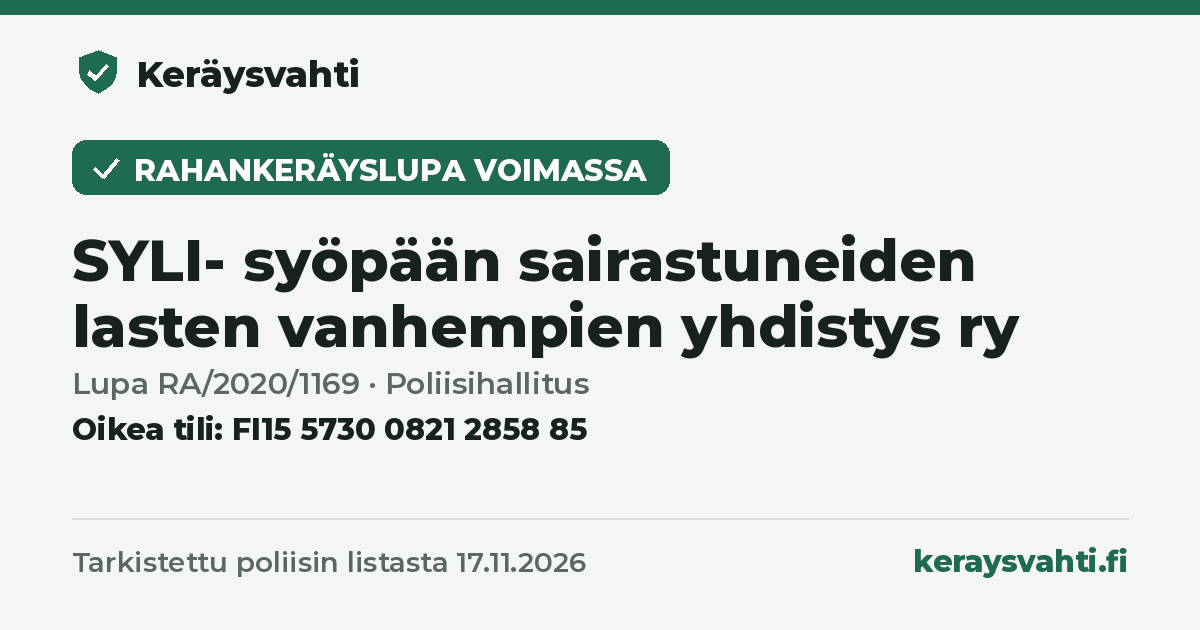 Keräysvahti
RAHANKERÄYSLUPA VOIMASSA
SYLI- syöpään sairastuneiden
lasten vanhempien yhdistys ry
Lupa RA/2020/1169 · Poliisihallitus
Oikea tili: FI15 5730 0821 2858 85
Tarkistettu poliisin listasta 17.11.2026
keraysvahti.fi